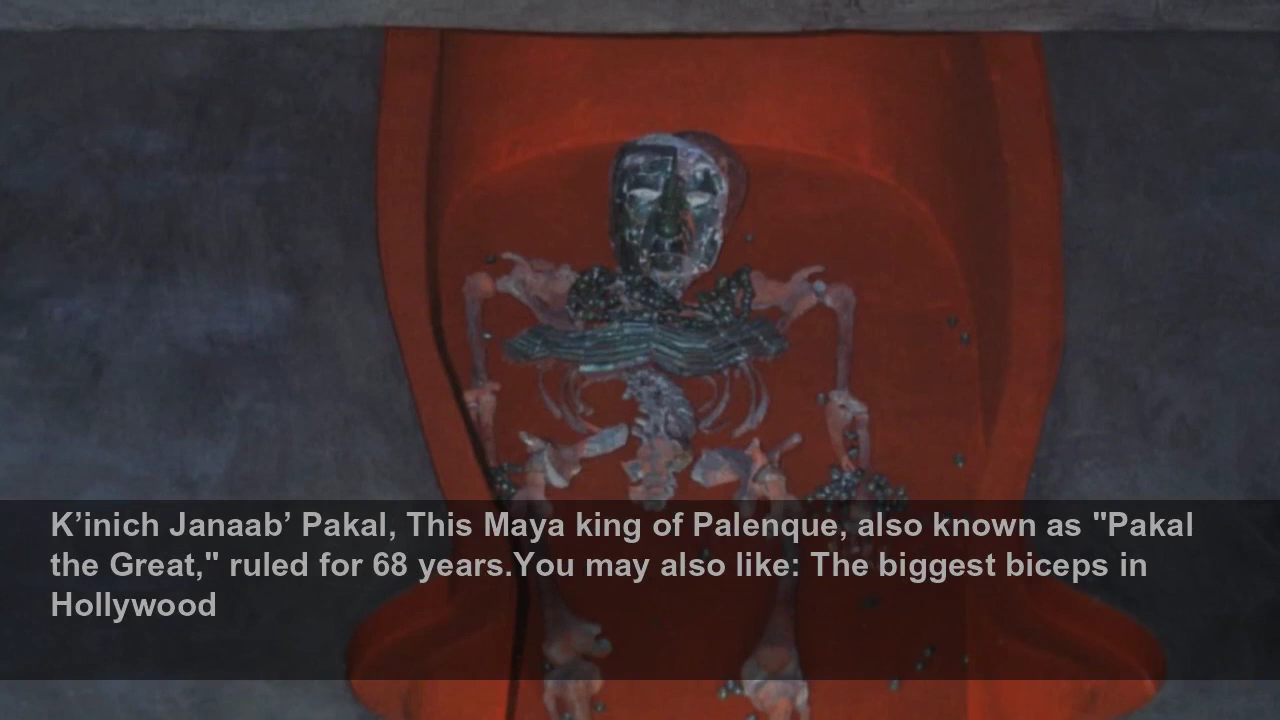 K’inich Janaab’ Pakal, This Maya king of Palenque, also known as "Pakal
the Great," ruled for 68 years.You may also like: The biggest biceps in
Hollywood